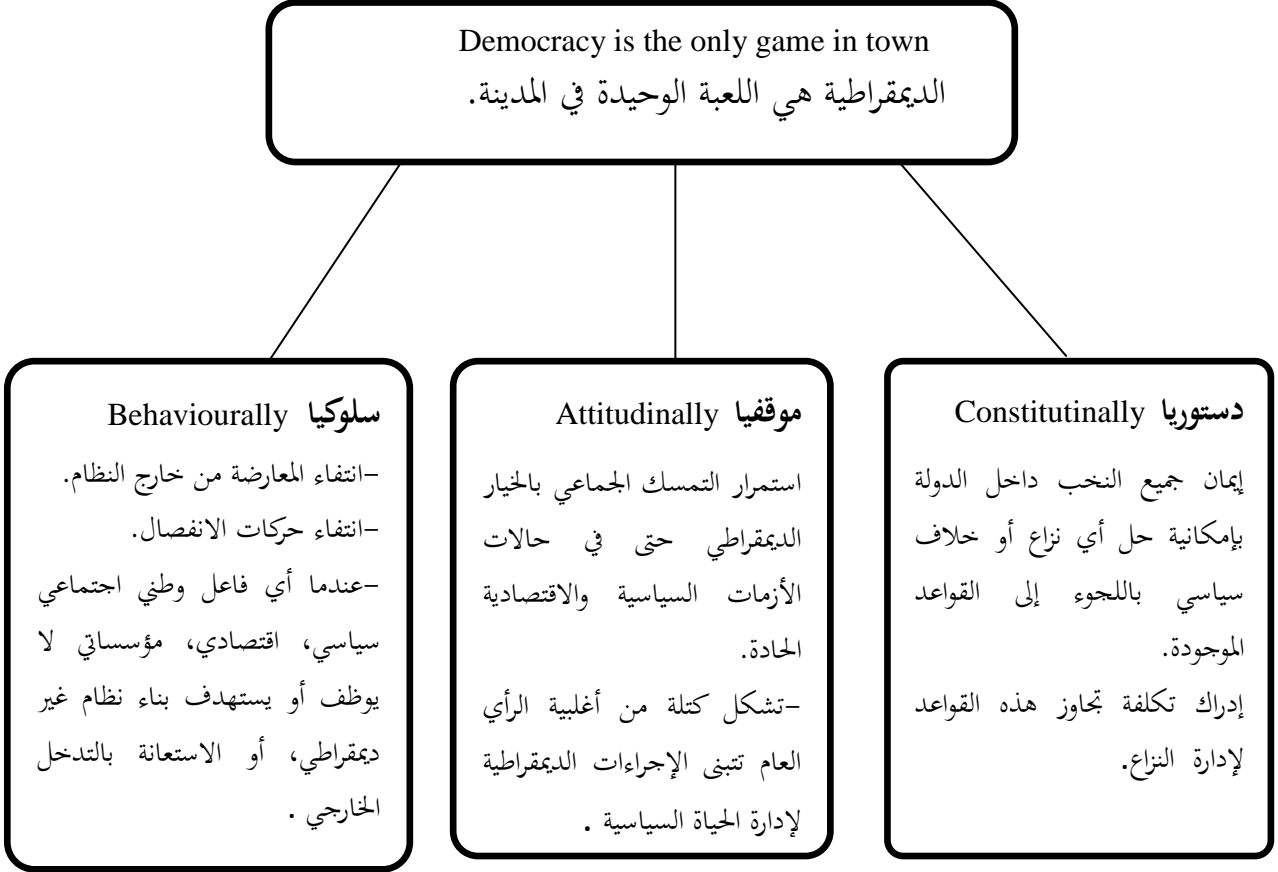 Democracy is the only game in town
الديمقراطية هي اللعبة الوحيدة في المدينة.
دستوريا Constitutinally
إيمان جميع النخب داخل الدولة
بإمكانية حل أي نزاع أو خلاف
سياسي باللجوء إلى القواعد
الموجودة.
إدراك تكلفة تجاوز هذه القواعد
لإدارة النزاع.
موقفيا Attitudinally
استمرار التمسك الجماعي بالخيار
الديمقراطي حتى في حالات
الأزمات السياسية والاقتصادية
الحادة.
-تشكل كتلة من أغلبية الرأي
العام تتبنى الإجراءات الديمقراطية
لإدارة الحياة السياسية .
سلوكيا Behaviourally
-انتفاء المعارضة من خارج النظام.
-انتفاء حركات الانفصال.
-عندما أي فاعل وطني اجتماعي
سياسي، اقتصادي، مؤسساتي لا
يوظف أو يستهدف بناء نظام غير
ديمقراطي، أو الاستعانة بالتدخل
الخارجي .